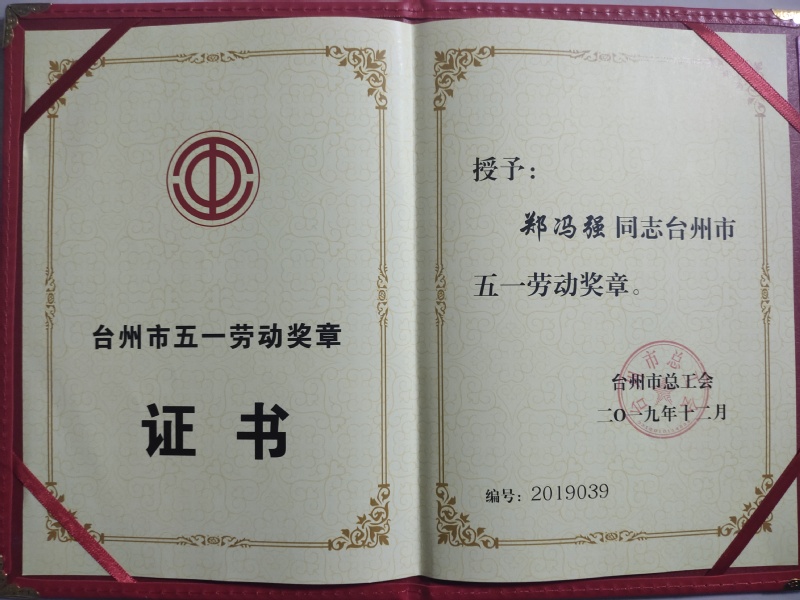 台州市五一劳动奖章
证书
授予：
郑冯强同志台州市
五一劳动奖章。
台州市总工会
二〇一九年十二月
编号：2019039